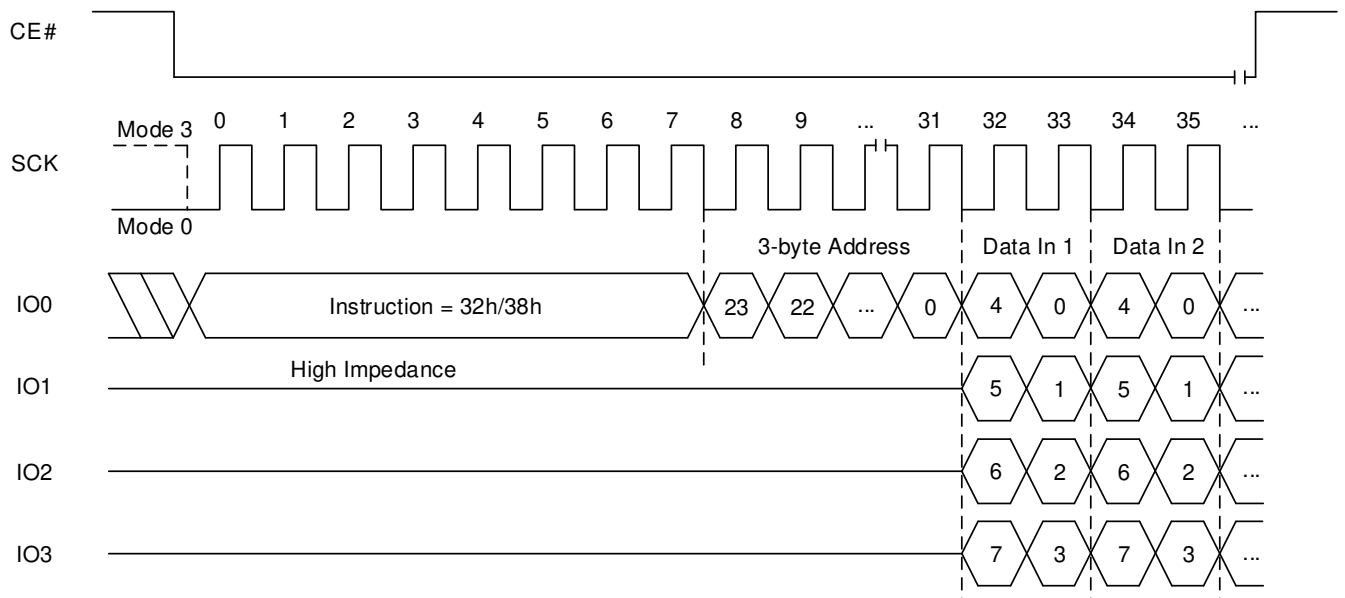 CE#
Mode 3 0 1 2 3 4 5 6 7 8 9 ... 31 32 33 34 35 ...
SCK
Mode 0
3-byte Address Data In 1 Data In 2
IO0 Instruction = 32h/38h 23 22 ... 0 4 0 4 0 ...
High Impedance
IO1 5 1 5 1 ...
IO2 6 2 6 2 ...
IO3 7 3 7 3 ...